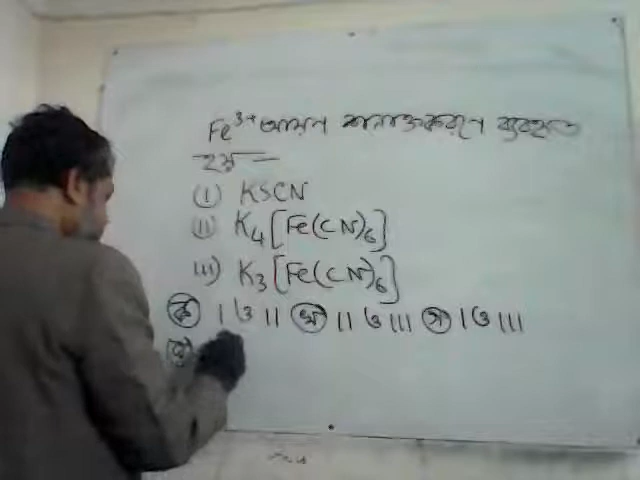 Fe³⁺ আয়ন শনাক্তকরণে ব্যবহৃত
হয় —
(i) KSCN
ii) K₄[Fe(CN)₆]
iii) K₃[Fe(CN)₆]
(ক) i ও ii (খ) ii ও iii (গ) i ও iii
(ঘ)